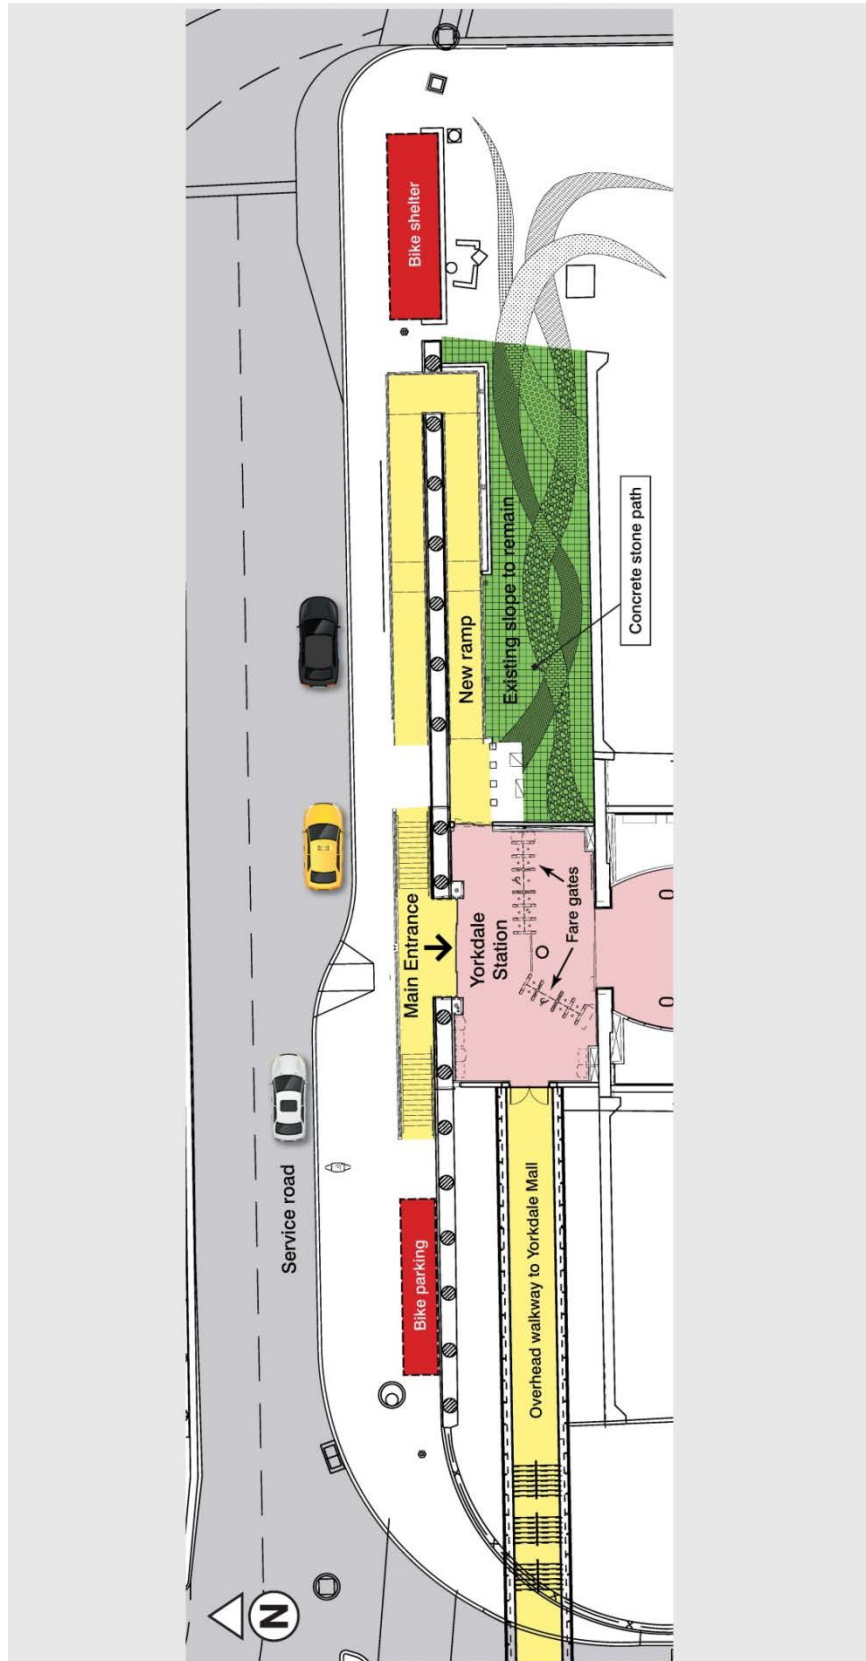 N
Service road
Bike parking
Main Entrance
Bike shelter
Yorkdale
Station
New ramp
Existing slope to remain
Overhead walkway to Yorkdale Mall
Fare gates
Concrete stone path